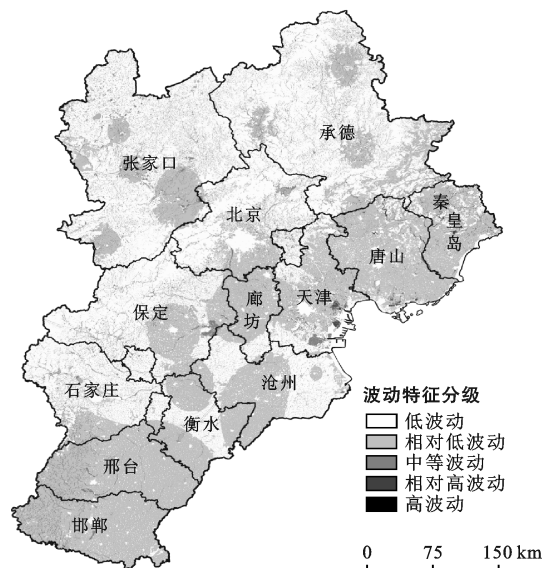 承德
张家口
秦皇岛
北京
唐山
廊坊
天津
保定
沧州
石家庄
衡水
邢台
邯郸
波动特征分级
低波动
相对低波动
中等波动
相对高波动
高波动
0 75 150 km